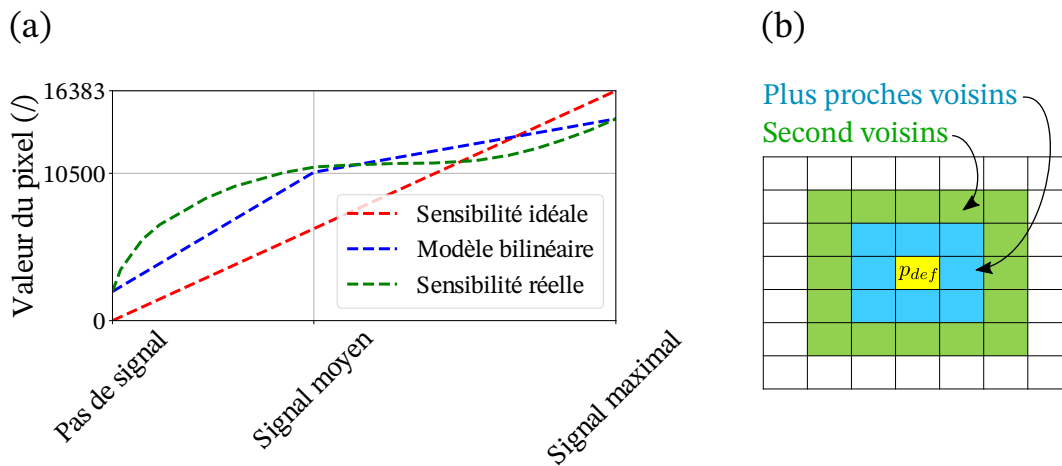 (a)
Valeur du pixel (/)
16383
10500
0
Sensibilité idéale
Modèle bilinéaire
Sensibilité réelle
Pas de signal
Signal moyen
Signal maximal
(b)
Plus proches voisins
Second voisins
pdef